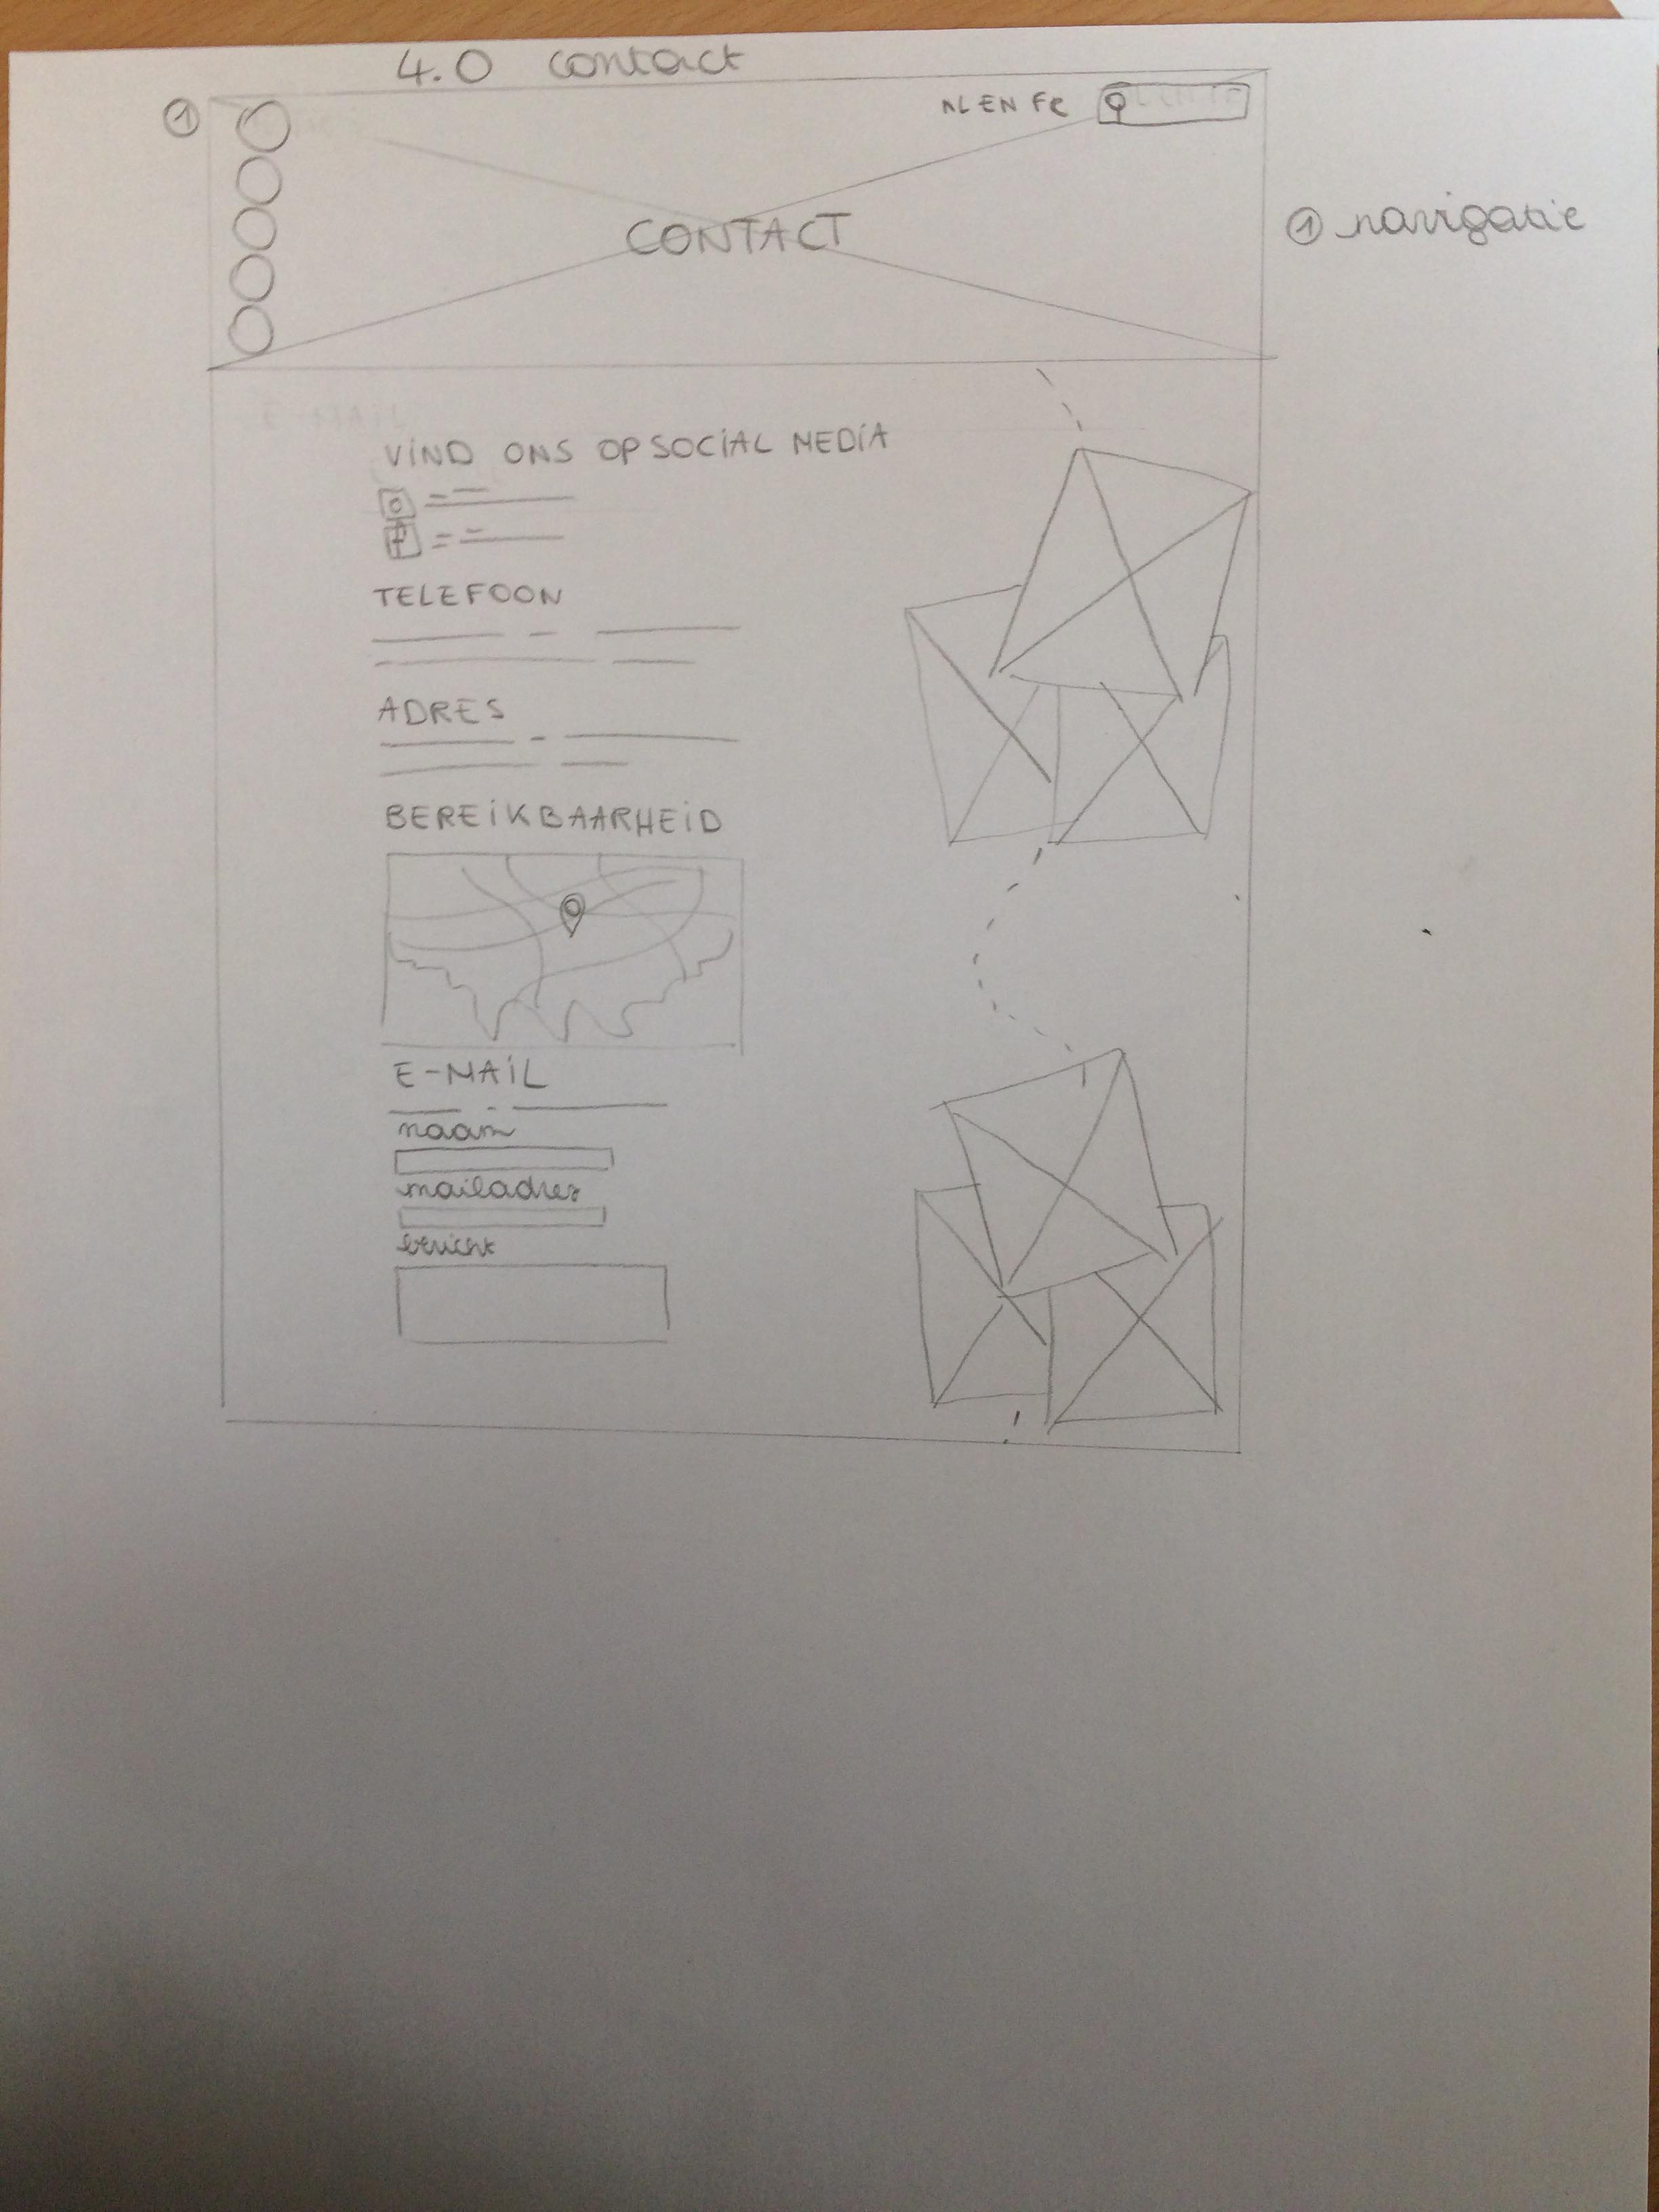 4.0 contact
①
NL EN FR
CONTACT
① navigatie
VIND ONS OP SOCIAL MEDIA
f
TELEFOON
ADRES
BEREIKBAARHEID
E-MAIL
naam
mailadres
bericht